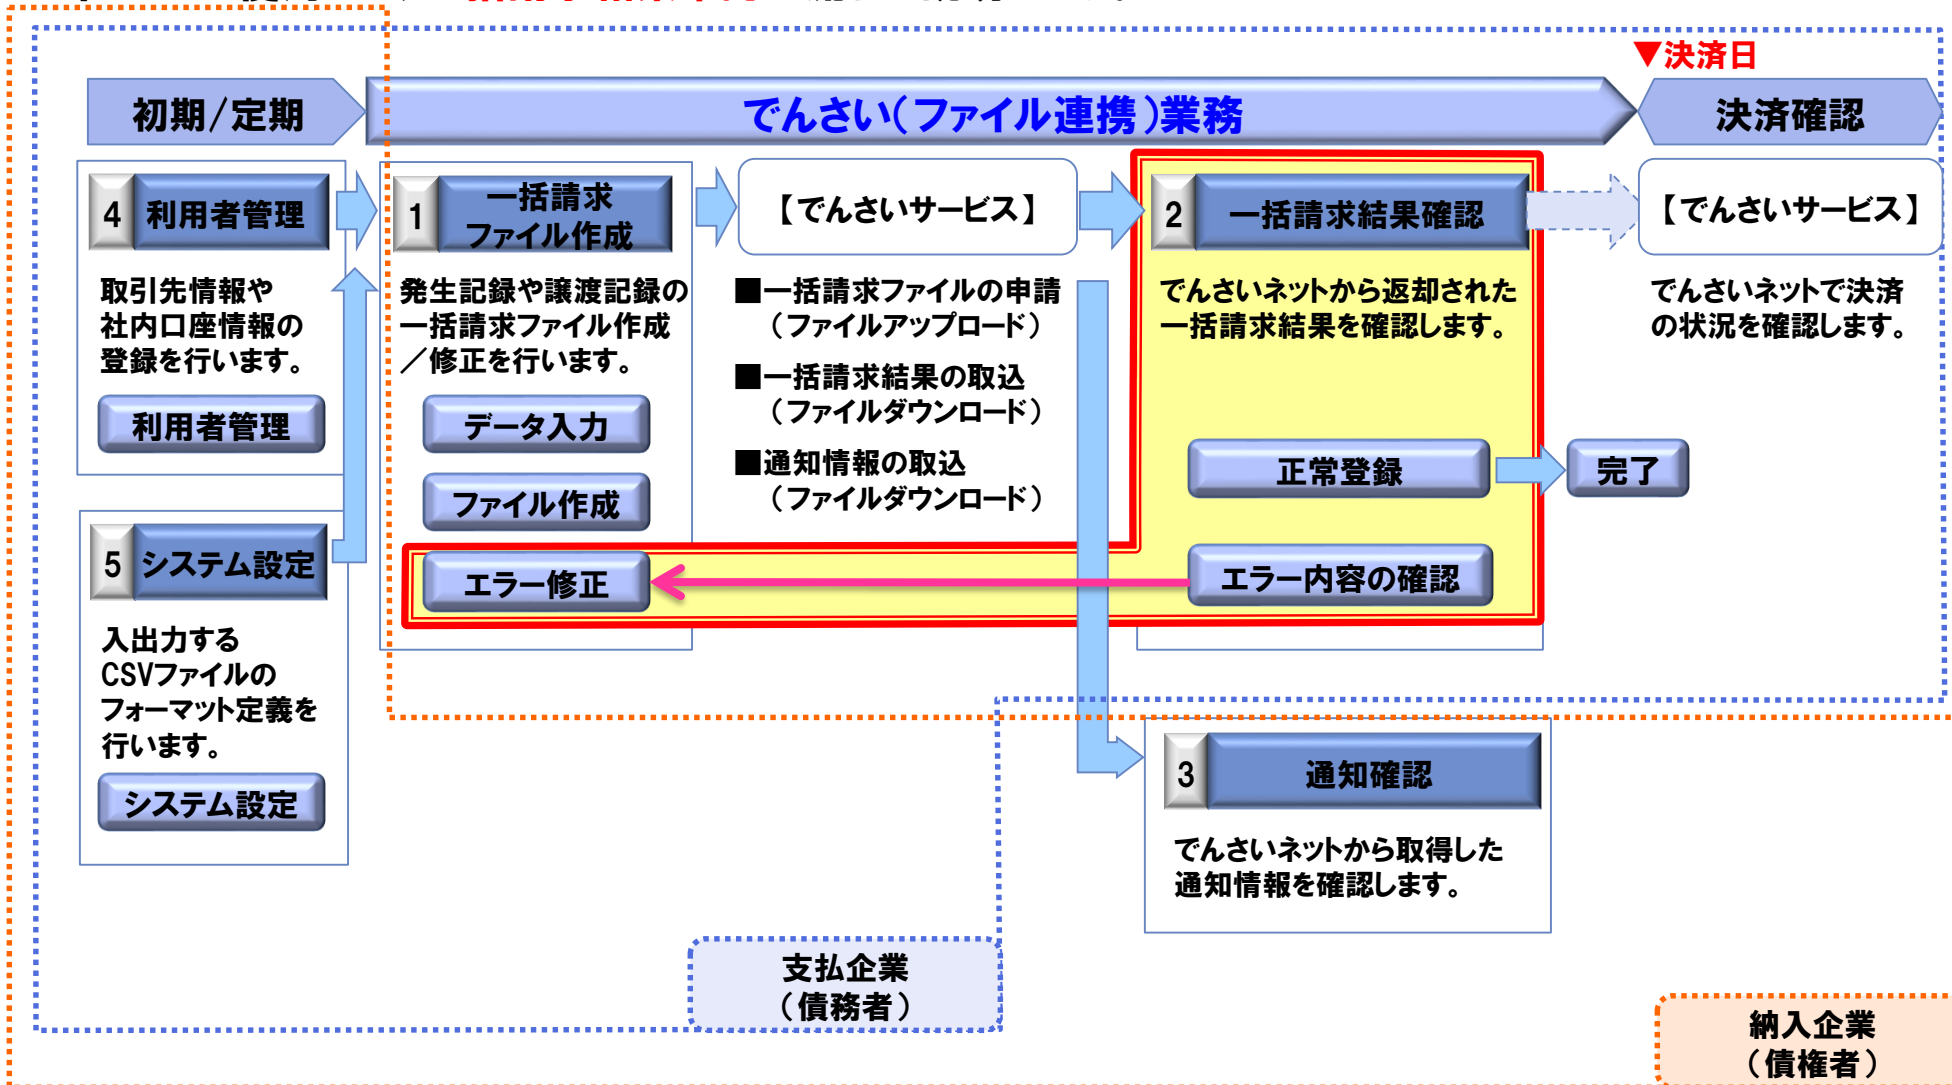 ▼決済日
初期/定期
でんさい(ファイル連携)業務
決済確認
4 利用者管理
取引先情報や
社内口座情報の
登録を行います。
利用者管理
5 システム設定
入出力する
CSVファイルの
フォーマット定義を
行います。
システム設定
1 一括請求
ファイル作成
発生記録や譲渡記録の
一括請求ファイル作成
／修正を行います。
データ入力
ファイル作成
エラー修正
【でんさいサービス】
■一括請求ファイルの申請
（ファイルアップロード）
■一括請求結果の取込
（ファイルダウンロード）
■通知情報の取込
（ファイルダウンロード）
2 一括請求結果確認
でんさいネットから返却された
一括請求結果を確認します。
正常登録
完了
エラー内容の確認
【でんさいサービス】
でんさいネットで決済
の状況を確認します。
3 通知確認
でんさいネットから取得した
通知情報を確認します。
支払企業
（債務者）
納入企業
（債権者）